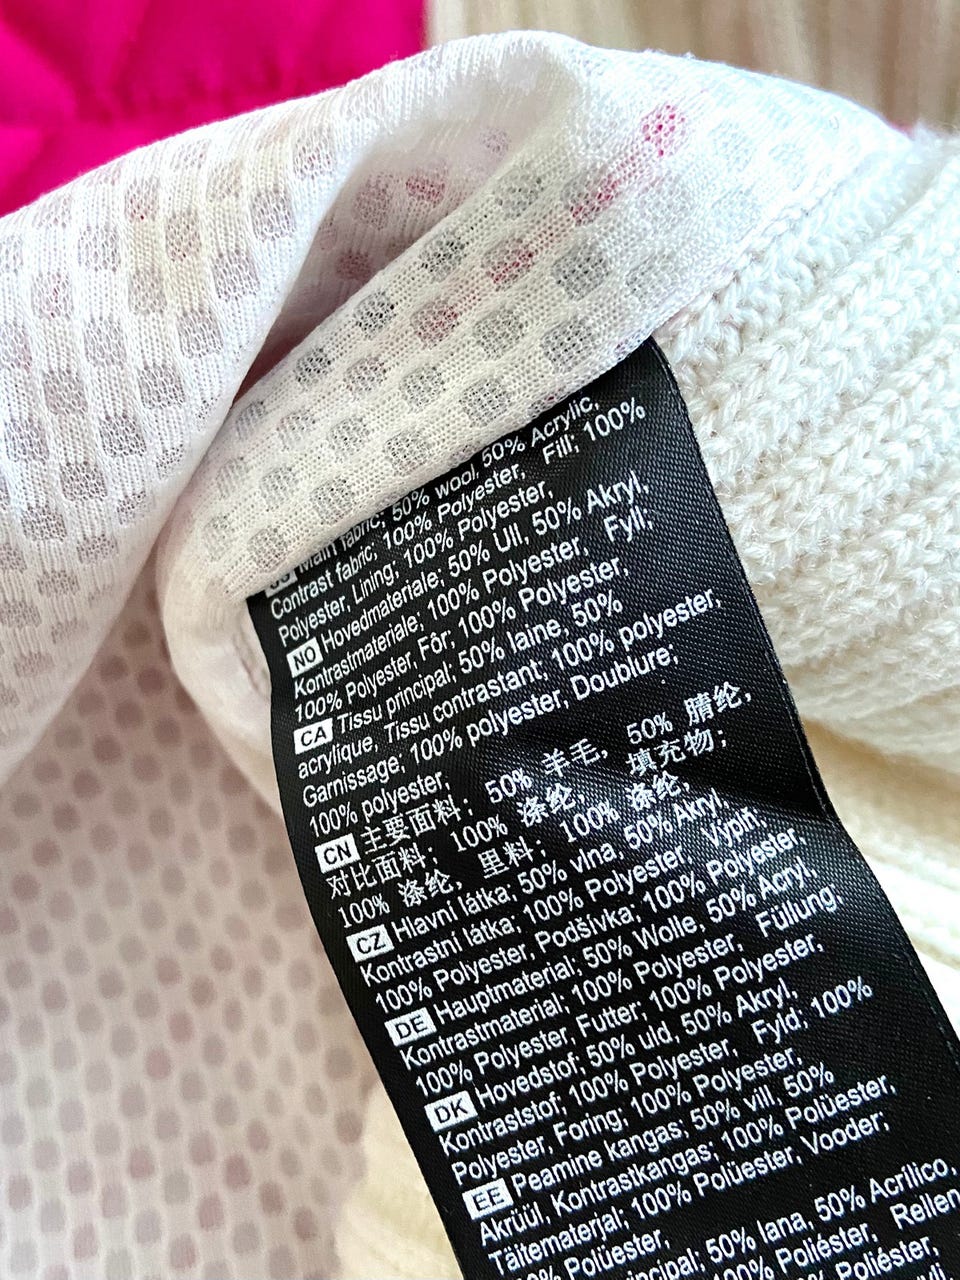 Main fabric; 50% wool, 50% Acrylic,
Contrast fabric; 100% Polyester, Fill; 100%
Polyester, Lining; 100% Polyester,
NO Hovedmateriale; 50% Ull, 50% Akryl,
Kontrastmateriale; 100% Polyester, Fyll;
100% Polyester, Fôr; 100% Polyester,
CA Tissu principal; 50% laine, 50%
acrylique, Tissu contrastant; 100% polyester,
Garnissage; 100% polyester, Doublure;
100% polyester,
CN 主要面料; 50% 羊毛, 50% 腈纶,
对比面料; 100% 涤纶, 填充物;
100% 涤纶, 里料; 100% 涤纶,
CZ Hlavní látka; 50% vlna, 50% Akryl,
Kontrastní látka; 100% Polyester, Výpln
100% Polyester, Podšívka; 100% Polyester,
DE Hauptmaterial; 50% Wolle, 50% Acryl,
Kontrastmaterial; 100% Polyester, Füllung;
100% Polyester, Futter; 100% Polyester,
DK Hovedstof; 50% uld, 50% Akryl,
Kontraststof; 100% Polyester, Fyld; 100%
Polyester, Foring; 100% Polyester,
EE Peamine kangas; 50% vill, 50%
Akrüül, Kontrastkangas; 100% Polüester,
Täitematerjal; 100% Polüester, Vooder;
Polüester,
50% lana, 50% Acrílico,
100% Poliéster, Rellen
100% Poliéster,